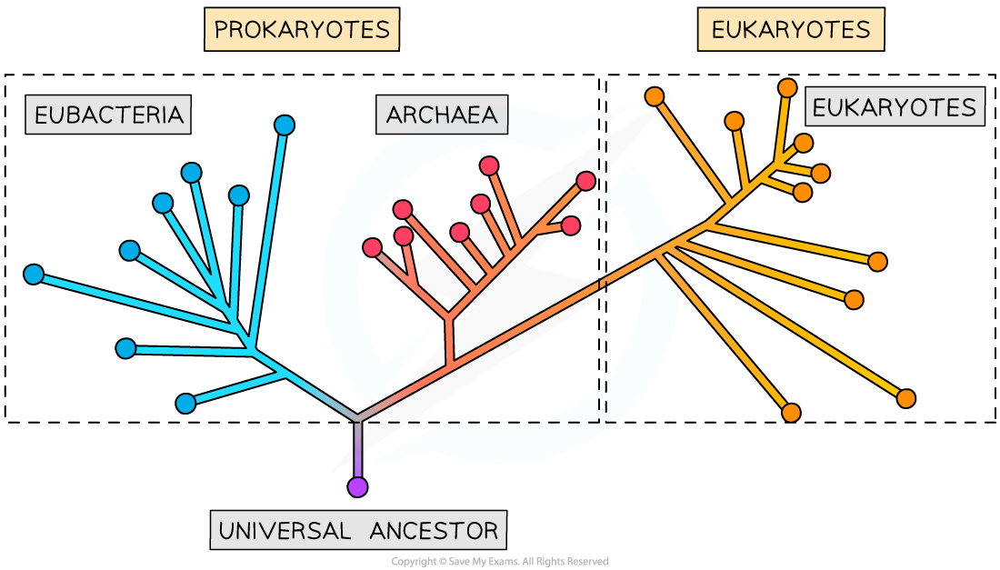 PROKARYOTES
EUKARYOTES
EUBACTERIA
ARCHAEA
EUKARYOTES
UNIVERSAL ANCESTOR
Copyright © Save My Exams. All Rights Reserved